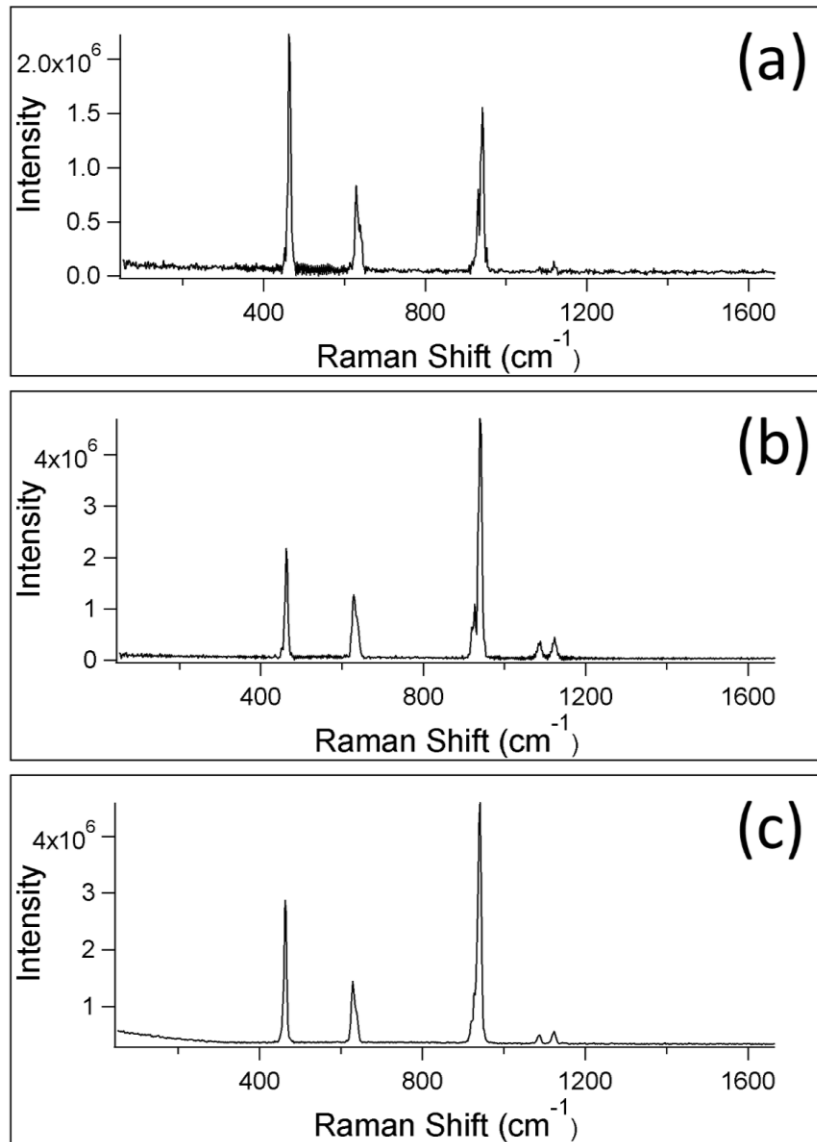 (a)
2.0x10^6
1.5
1.0
0.5
0.0
Intensity
400 800 1200 1600
Raman Shift (cm^-1)
(b)
4x10^6
3
2
1
0
Intensity
400 800 1200 1600
Raman Shift (cm^-1)
(c)
4x10^6
3
2
1
Intensity
400 800 1200 1600
Raman Shift (cm^-1)